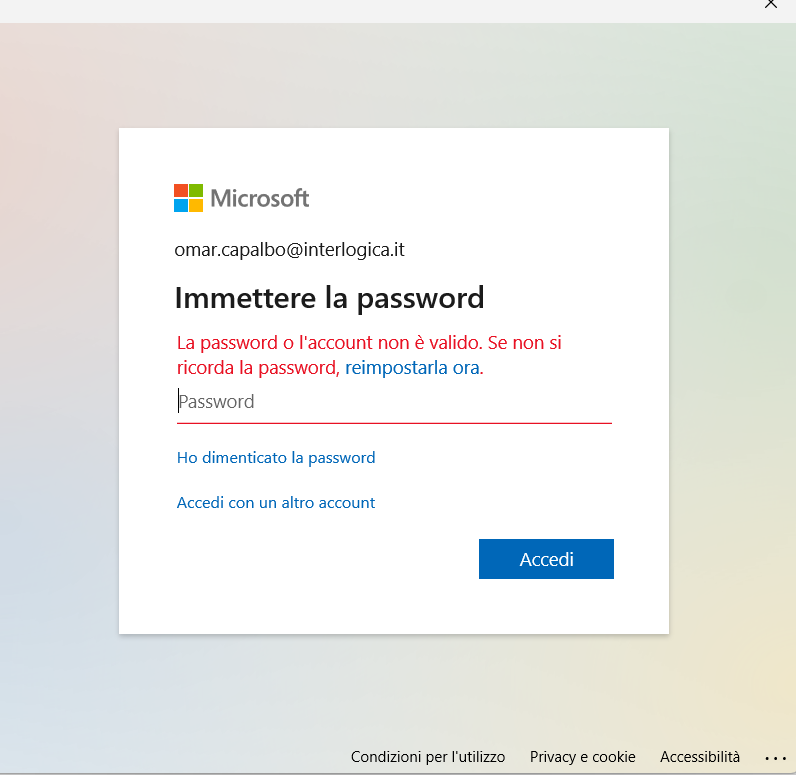 Microsoft
omar.capalbo@interlogica.it
Immettere la password
La password o l'account non è valido. Se non si
ricorda la password, reimpostarla ora.
Password
Ho dimenticato la password
Accedi con un altro account
Accedi
Condizioni per l'utilizzo Privacy e cookie Accessibilità ...